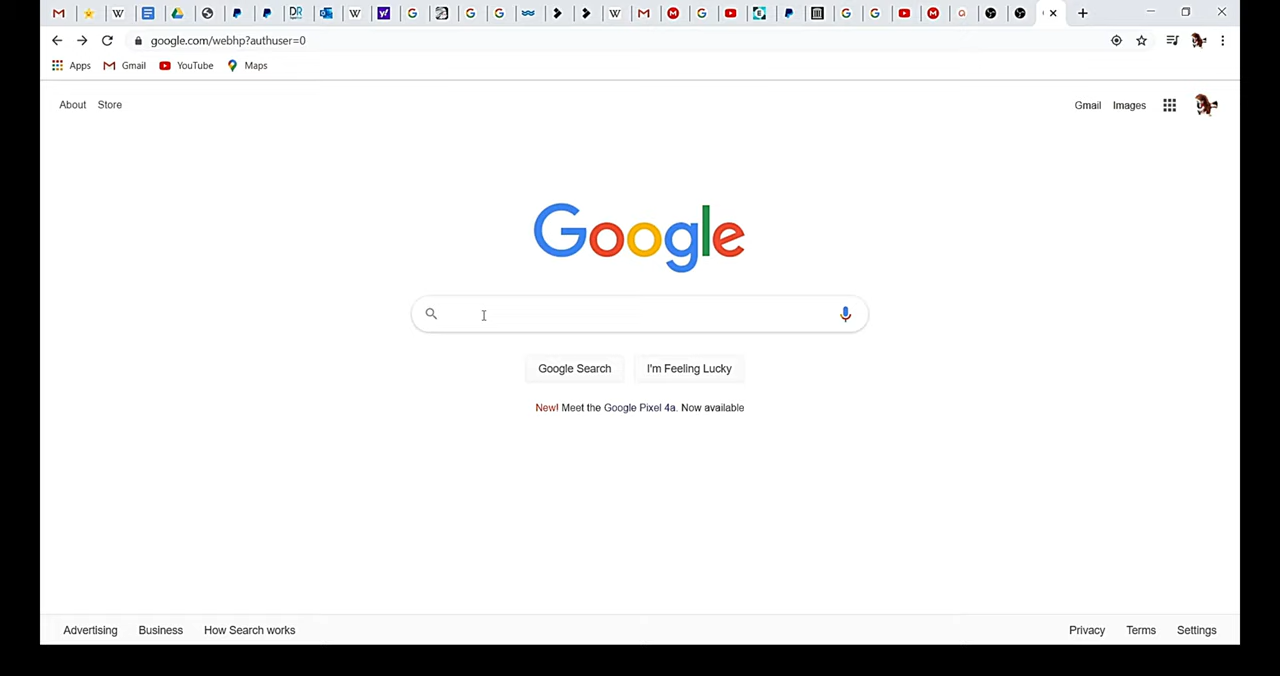 google.com/webhp?authuser=0
Apps Gmail YouTube Maps
About Store
Gmail Images
Google
Google Search I'm Feeling Lucky
New! Meet the Google Pixel 4a. Now available
Advertising Business How Search works
Privacy Terms Settings